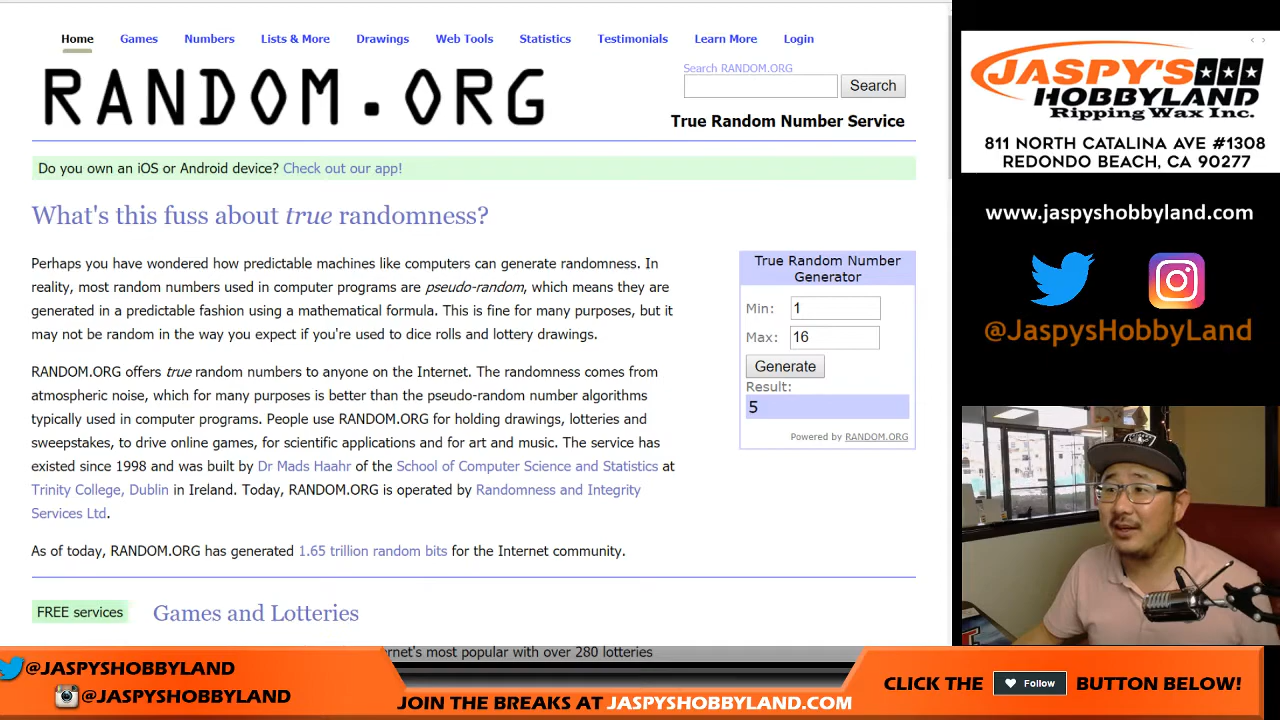 Home Games Numbers Lists & More Drawings Web Tools Statistics Testimonials Learn More Login
RANDOM.ORG
Search RANDOM.ORG
Search
True Random Number Service
Do you own an iOS or Android device? Check out our app!
What's this fuss about true randomness?
Perhaps you have wondered how predictable machines like computers can generate randomness. In
reality, most random numbers used in computer programs are pseudo-random, which means they are
generated in a predictable fashion using a mathematical formula. This is fine for many purposes, but it
may not be random in the way you expect if you're used to dice rolls and lottery drawings.
RANDOM.ORG offers true random numbers to anyone on the Internet. The randomness comes from
atmospheric noise, which for many purposes is better than the pseudo-random number algorithms
typically used in computer programs. People use RANDOM.ORG for holding drawings, lotteries and
sweepstakes, to drive online games, for scientific applications and for art and music. The service has
existed since 1998 and was built by Dr Mads Haahr of the School of Computer Science and Statistics at
Trinity College, Dublin in Ireland. Today, RANDOM.ORG is operated by Randomness and Integrity
Services Ltd.
As of today, RANDOM.ORG has generated 1.65 trillion random bits for the Internet community.
True Random Number
Generator
Min: 1
Max: 16
Generate
Result:
5
Powered by RANDOM.ORG
FREE services
Games and Lotteries
most popular with over 280 lotteries
JASPY'S
HOBBYLAND
Ripping Wax Inc.
811 NORTH CATALINA AVE #1308
REDONDO BEACH, CA 90277
www.jaspyshobbyland.com
@JaspysHobbyLand
@JASPYSHOBBYLAND
@JASPYSHOBBYLAND
JOIN THE BREAKS AT JASPYSHOBBYLAND.COM
CLICK THE Follow BUTTON BELOW!